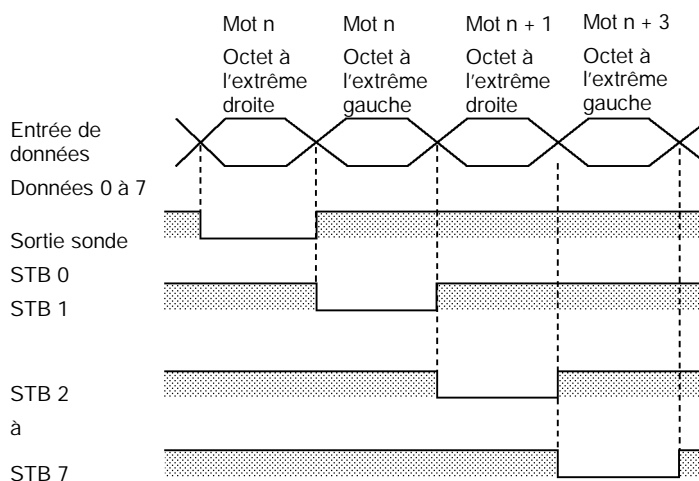 Mot n
Mot n
Mot n + 1
Mot n + 3
Octet à
l'extrême
droite
Octet à
l'extrême
gauche
Octet à
l'extrême
droite
Octet à
l'extrême
gauche
Entrée de
données
Données 0 à 7
Sortie sonde
STB 0
STB 1
STB 2
à
STB 7